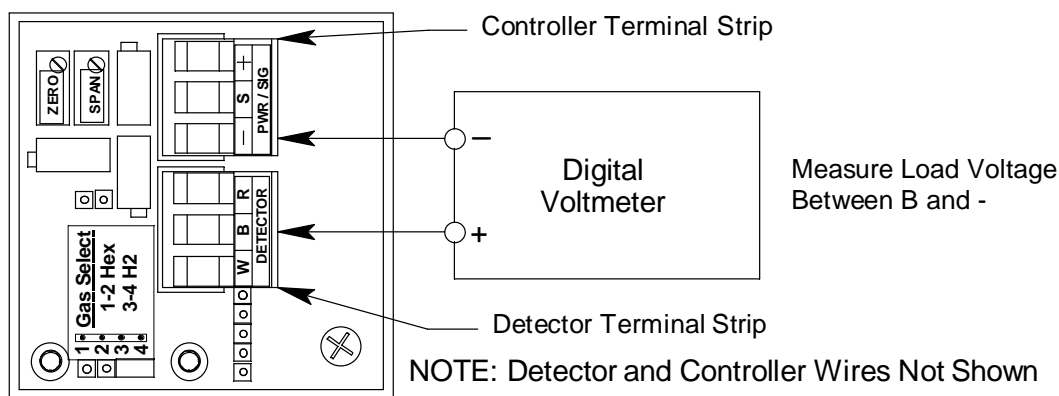 Controller Terminal Strip
ZERO
SPAN
+
S
−
PWR / SIG
−
Digital
Voltmeter
+
Measure Load Voltage
Between B and -
R
B
W
DETECTOR
Gas Select
1-2 Hex
3-4 H2
1
2
3
4
Detector Terminal Strip
NOTE: Detector and Controller Wires Not Shown